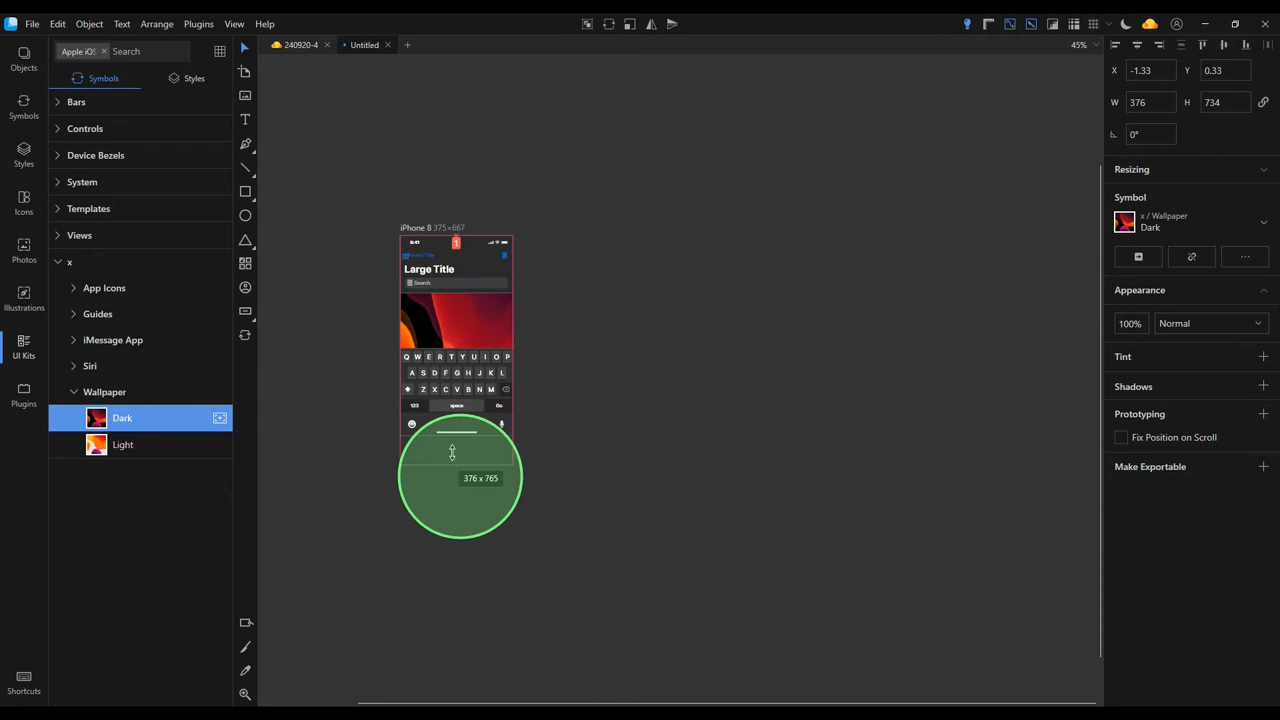 File Edit Object Text Arrange Plugins View Help
Objects
Symbols
Styles
Icons
Photos
Illustrations
UI Kits
Plugins
Shortcuts
Apple iOS × Search
Symbols Styles
Bars
Controls
Device Bezels
System
Templates
Views
x
App Icons
Guides
iMessage App
Siri
Wallpaper
Dark
Light
240920-4
Untitled
45%
iPhone 8 375×667
9:41
1
Large Title
Search
Q W E R T Y U I O P
A S D F G H J K L
Z X C V B N M
123 space Go
376 x 765
X -1.33 Y 0.33
W 376 H 734
0°
Resizing
Symbol
x / Wallpaper
Dark
Appearance
100% Normal
Tint
Shadows
Prototyping
Fix Position on Scroll
Make Exportable